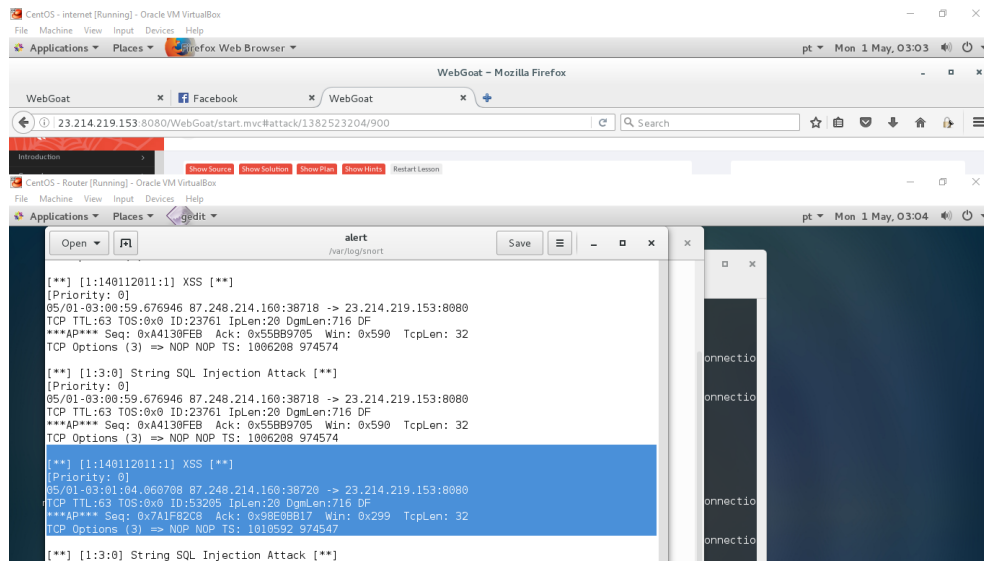 CentOS - internet [Running] - Oracle VM VirtualBox
File Machine View Input Devices Help
Applications Places Firefox Web Browser pt Mon 1 May, 03:03
WebGoat - Mozilla Firefox
WebGoat Facebook WebGoat
23.214.219.153:8080/WebGoat/start.mvc#attack/1382523204/900 Search
Introduction
Show Source Show Solution Show Plan Show Hints Restart Lesson
CentOS - Router [Running] - Oracle VM VirtualBox
File Machine View Input Devices Help
Applications Places gedit pt Mon 1 May, 03:04
Open alert Save
/var/log/snort
[**] [1:140112011:1] XSS [**]
[Priority: 0]
05/01-03:00:59.676946 87.248.214.160:38718 -> 23.214.219.153:8080
TCP TTL:63 TOS:0x0 ID:23761 IpLen:20 DgmLen:716 DF
***AP*** Seq: 0xA4130FEB Ack: 0x55BB9705 Win: 0x590 TcpLen: 32
TCP Options (3) => NOP NOP TS: 1006208 974574
[**] [1:3:0] String SQL Injection Attack [**]
[Priority: 0]
05/01-03:00:59.676946 87.248.214.160:38718 -> 23.214.219.153:8080
TCP TTL:63 TOS:0x0 ID:23761 IpLen:20 DgmLen:716 DF
***AP*** Seq: 0xA4130FEB Ack: 0x55BB9705 Win: 0x590 TcpLen: 32
TCP Options (3) => NOP NOP TS: 1006208 974574
[**] [1:140112011:1] XSS [**]
[Priority: 0]
05/01-03:01:04.060708 87.248.214.160:38720 -> 23.214.219.153:8080
TCP TTL:63 TOS:0x0 ID:53205 IpLen:20 DgmLen:716 DF
***AP*** Seq: 0x7A1F82C8 Ack: 0x98E0BB17 Win: 0x299 TcpLen: 32
TCP Options (3) => NOP NOP TS: 1010592 974547
[**] [1:3:0] String SQL Injection Attack [**]
onnectio
onnectio
onnectio
onnectio